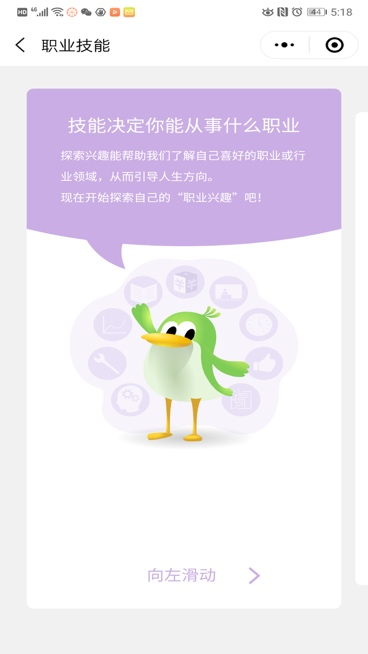 HD 4G 44 5:18
职业技能
技能决定你能从事什么职业
探索兴趣能帮助我们了解自己喜好的职业或行
业领域，从而引导人生方向。
现在开始探索自己的“职业兴趣”吧！
向左滑动